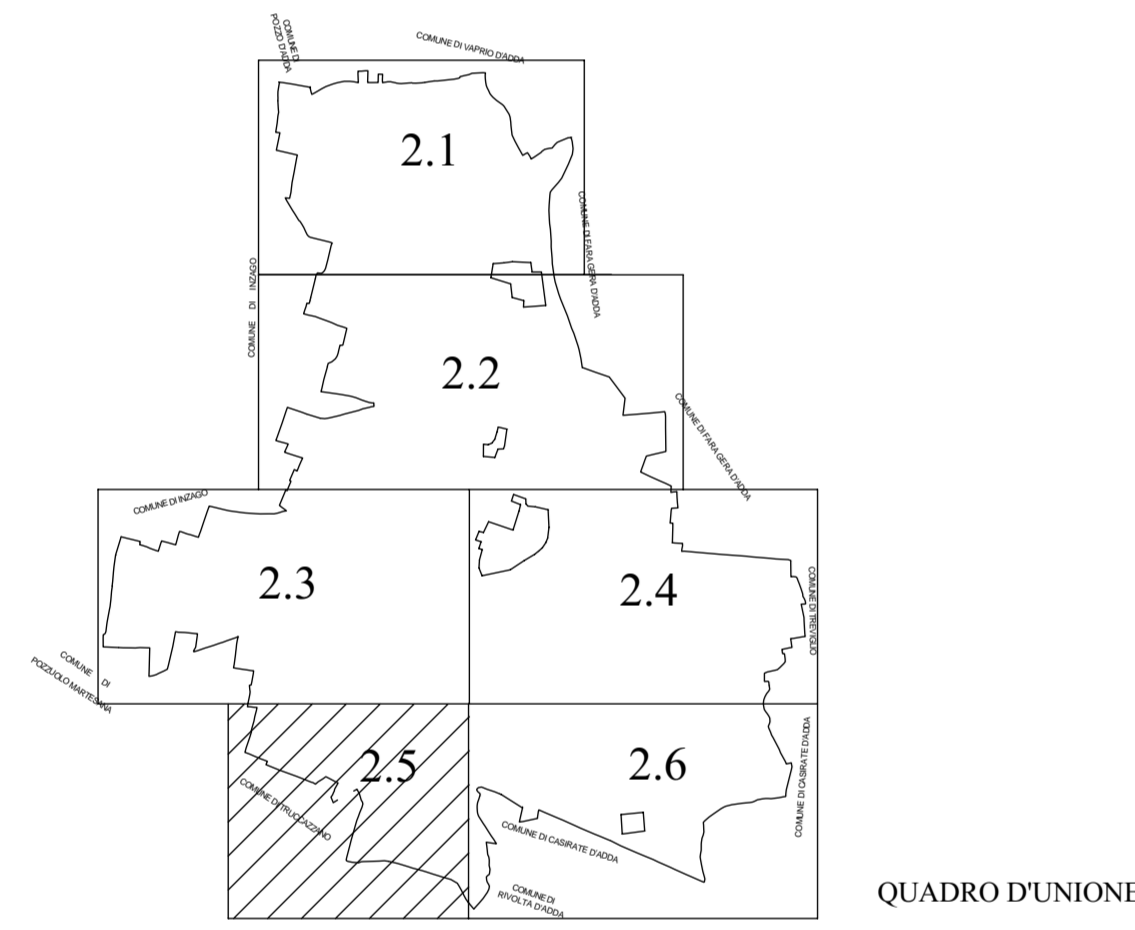 COMUNE DI
POZZO D'ADDA
COMUNE DI VAPRIO D'ADDA
2.1
COMUNE DI FARA GERA D'ADDA
COMUNE DI INZAGO
2.2
COMUNE DI FARA GERA D'ADDA
COMUNE DI INZAGO
2.3
2.4
COMUNE DI TREVIGLIO
COMUNE DI
POZZUOLO MARTESANA
2.5
2.6
COMUNE DI CASIRATE D'ADDA
COMUNE DI TRUCCAZZANO
COMUNE DI CASIRATE D'ADDA
COMUNE DI
RIVOLTA D'ADDA
QUADRO D'UNIONE